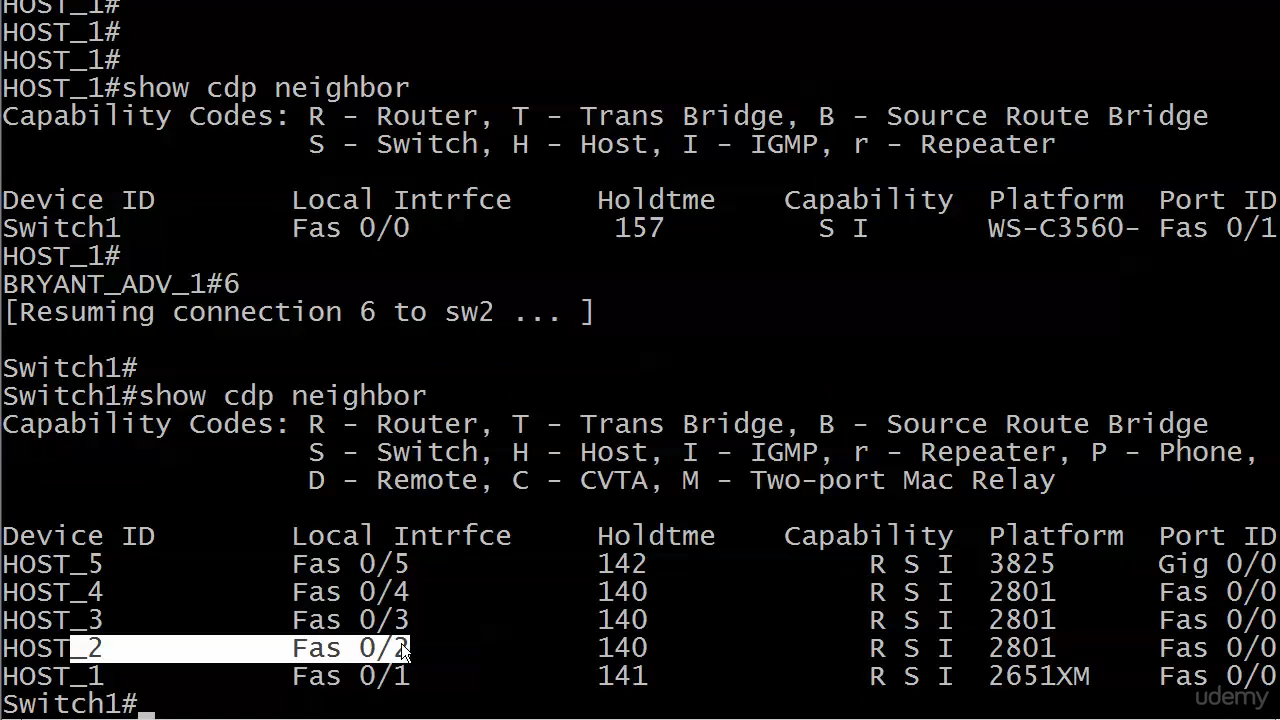 HOST_1#
HOST_1#
HOST_1#
HOST_1#show cdp neighbor
Capability Codes: R - Router, T - Trans Bridge, B - Source Route Bridge
S - Switch, H - Host, I - IGMP, r - Repeater
Device ID Local Intrfce Holdtme Capability Platform Port ID
Switch1 Fas 0/0 157 S I WS-C3560- Fas 0/1
HOST_1#
BRYANT_ADV_1#6
[Resuming connection 6 to sw2 ... ]
Switch1#
Switch1#show cdp neighbor
Capability Codes: R - Router, T - Trans Bridge, B - Source Route Bridge
S - Switch, H - Host, I - IGMP, r - Repeater, P - Phone,
D - Remote, C - CVTA, M - Two-port Mac Relay
Device ID Local Intrfce Holdtme Capability Platform Port ID
HOST_5 Fas 0/5 142 R S I 3825 Gig 0/0
HOST_4 Fas 0/4 140 R S I 2801 Fas 0/0
HOST_3 Fas 0/3 140 R S I 2801 Fas 0/0
HOST_2 Fas 0/2 140 R S I 2801 Fas 0/0
HOST_1 Fas 0/1 141 R S I 2651XM Fas 0/0
Switch1#
udemy